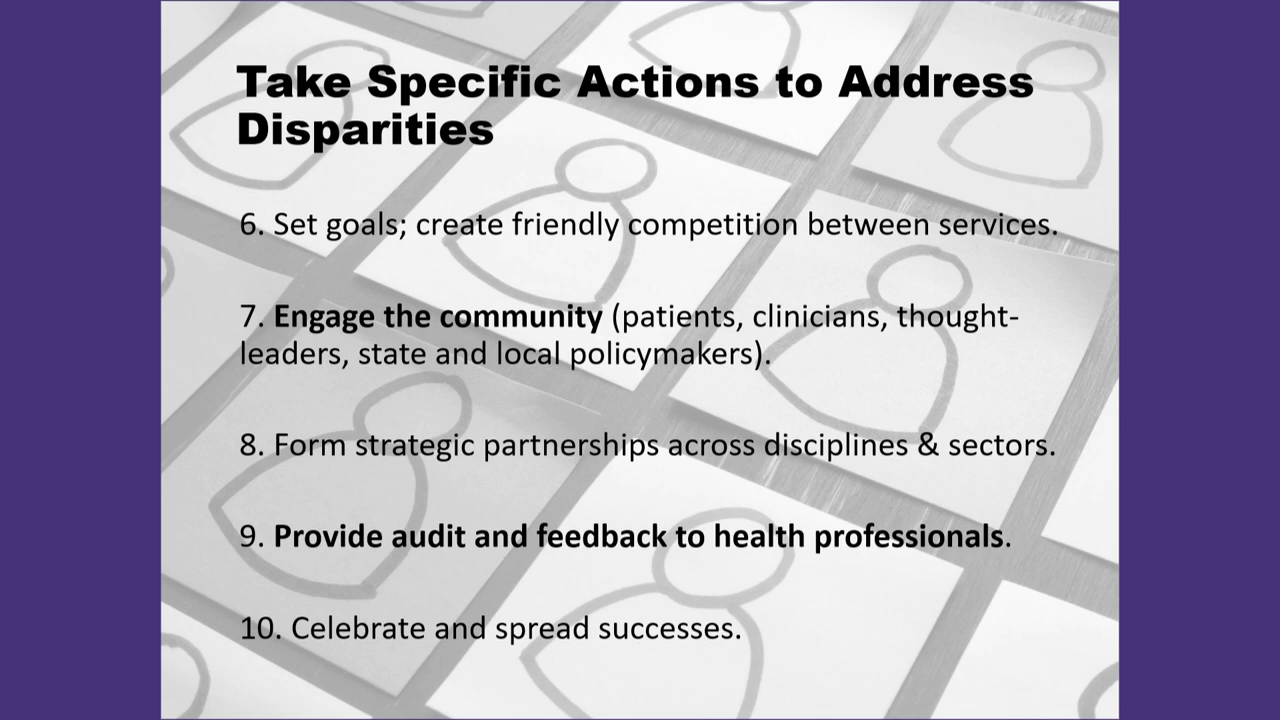 Take Specific Actions to Address
Disparities
6. Set goals; create friendly competition between services.
7. Engage the community (patients, clinicians, thought-
leaders, state and local policymakers).
8. Form strategic partnerships across disciplines & sectors.
9. Provide audit and feedback to health professionals.
10. Celebrate and spread successes.